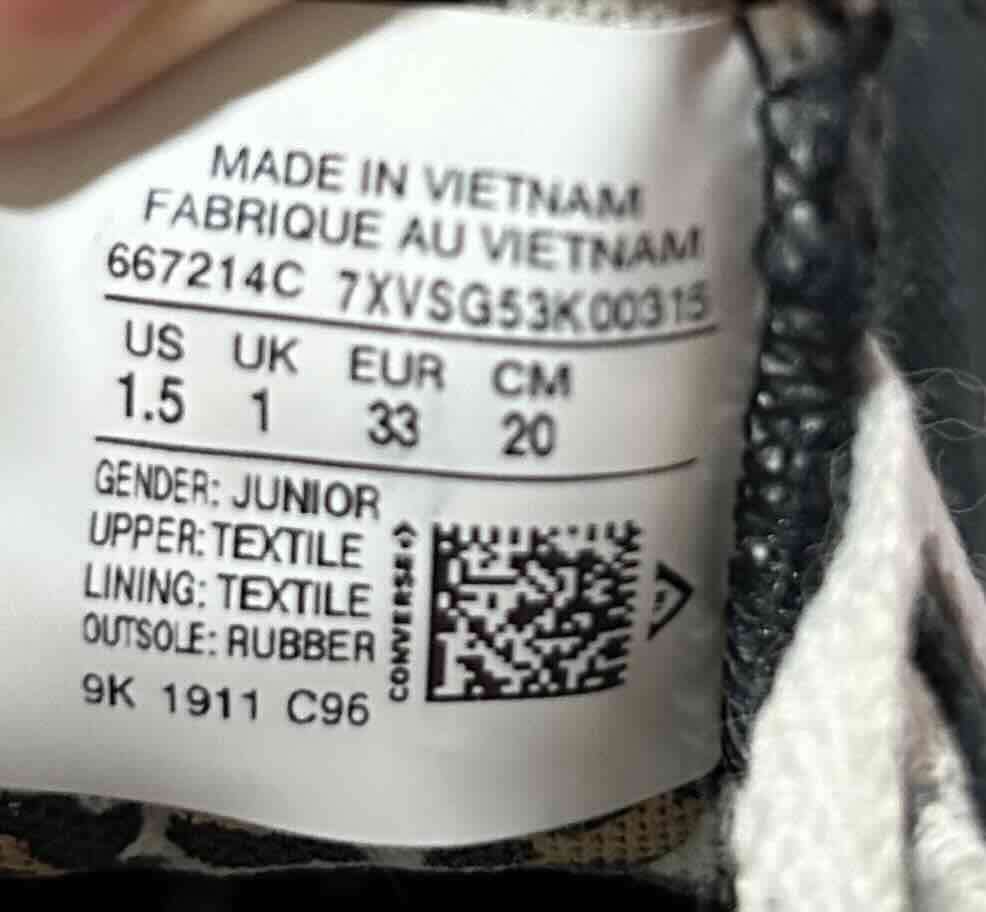 MADE IN VIETNAM
FABRIQUE AU VIETNAM
667214C 7XVSG53K00315
US UK EUR CM
1.5 1 33 20
GENDER: JUNIOR
UPPER: TEXTILE
LINING: TEXTILE
OUTSOLE: RUBBER
9K 1911 C96
CONVERSE